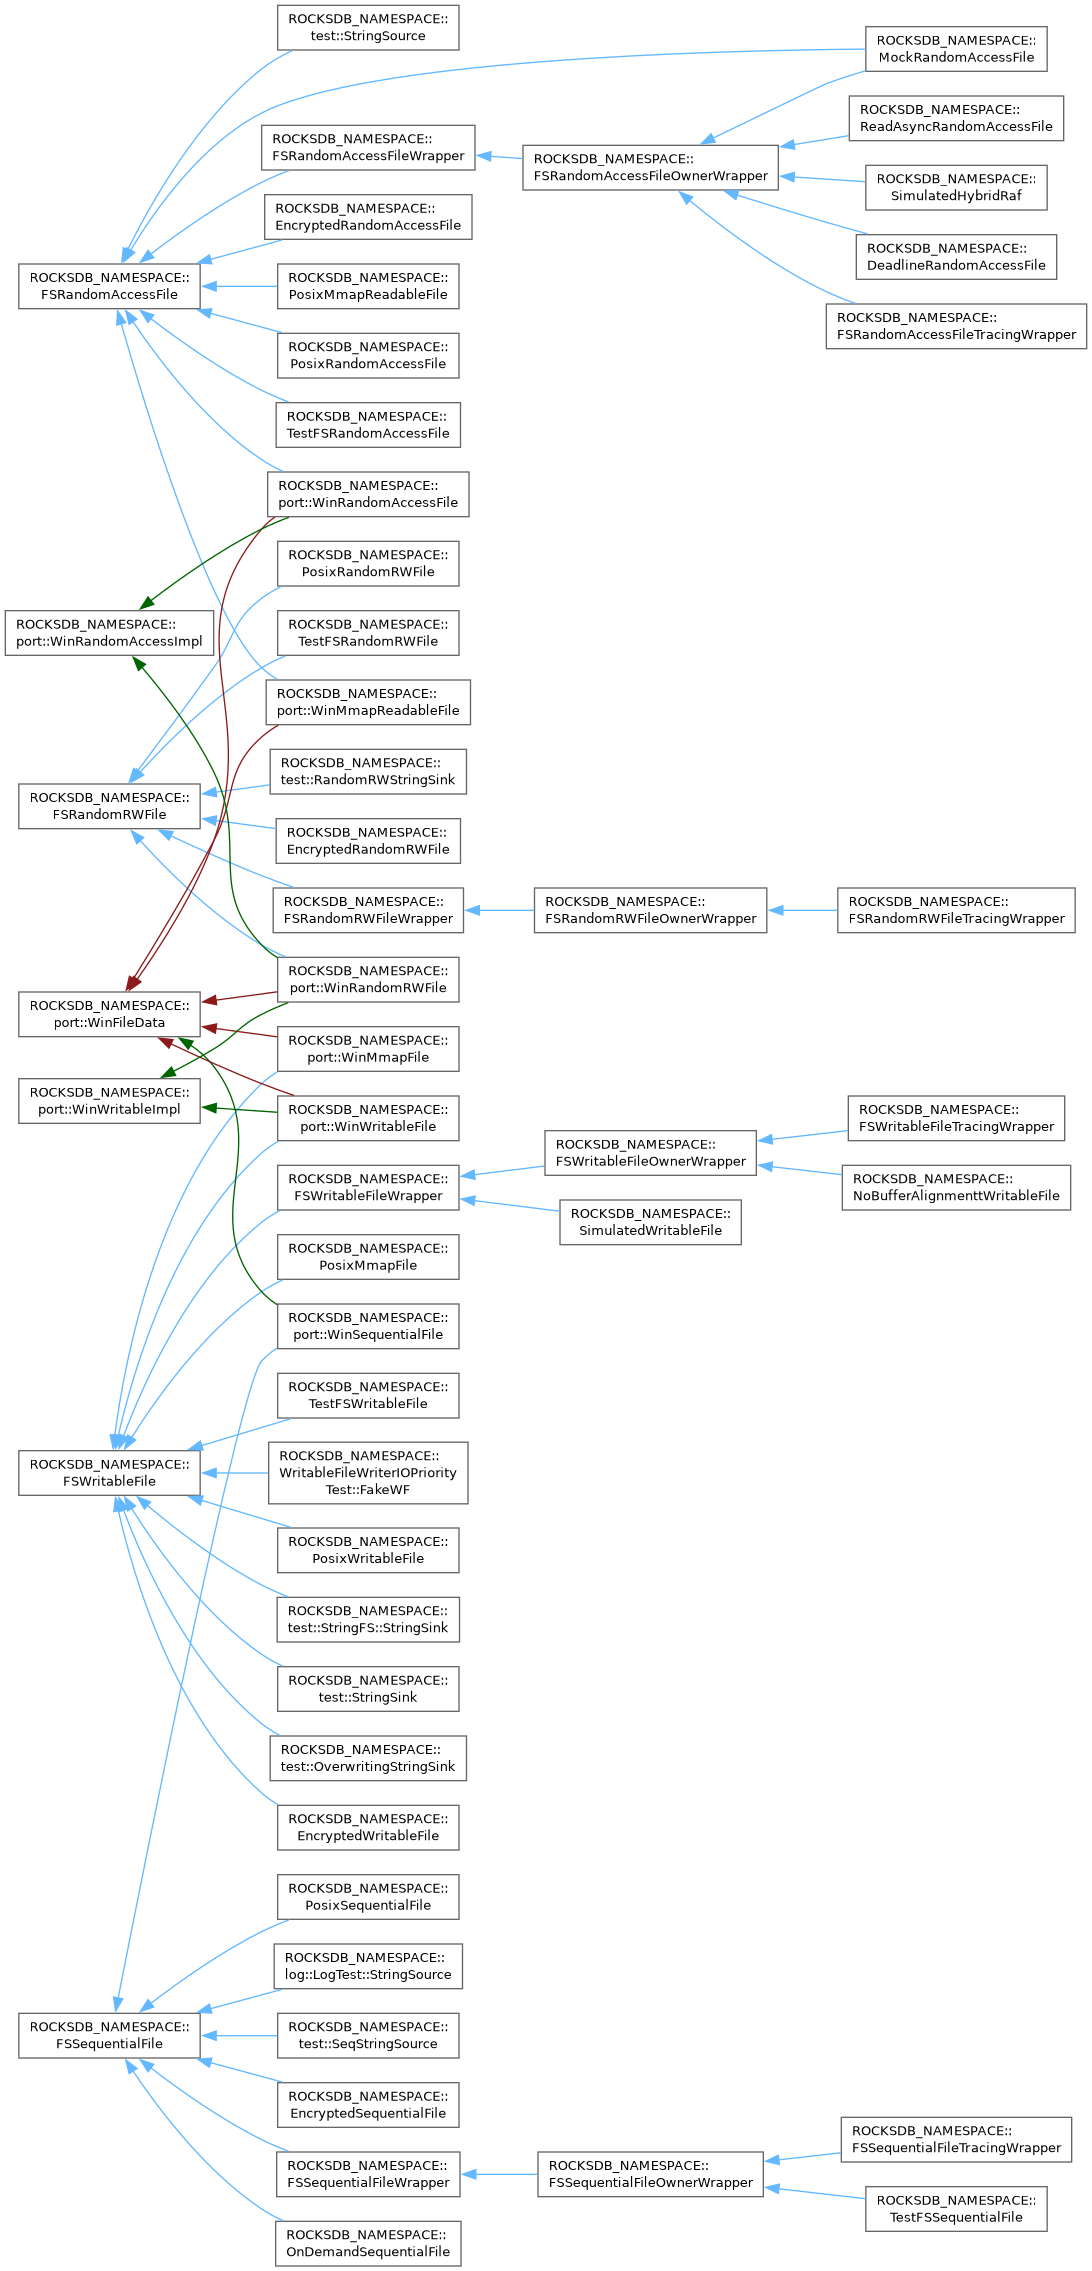 ROCKSDB_NAMESPACE::
test::StringSource
ROCKSDB_NAMESPACE::
MockRandomAccessFile
ROCKSDB_NAMESPACE::
ReadAsyncRandomAccessFile
ROCKSDB_NAMESPACE::
FSRandomAccessFileWrapper
ROCKSDB_NAMESPACE::
FSRandomAccessFileOwnerWrapper
ROCKSDB_NAMESPACE::
SimulatedHybridRaf
ROCKSDB_NAMESPACE::
EncryptedRandomAccessFile
ROCKSDB_NAMESPACE::
DeadlineRandomAccessFile
ROCKSDB_NAMESPACE::
FSRandomAccessFile
ROCKSDB_NAMESPACE::
PosixMmapReadableFile
ROCKSDB_NAMESPACE::
FSRandomAccessFileTracingWrapper
ROCKSDB_NAMESPACE::
PosixRandomAccessFile
ROCKSDB_NAMESPACE::
TestFSRandomAccessFile
ROCKSDB_NAMESPACE::
port::WinRandomAccessFile
ROCKSDB_NAMESPACE::
PosixRandomRWFile
ROCKSDB_NAMESPACE::
port::WinRandomAccessImpl
ROCKSDB_NAMESPACE::
TestFSRandomRWFile
ROCKSDB_NAMESPACE::
port::WinMmapReadableFile
ROCKSDB_NAMESPACE::
test::RandomRWStringSink
ROCKSDB_NAMESPACE::
FSRandomRWFile
ROCKSDB_NAMESPACE::
EncryptedRandomRWFile
ROCKSDB_NAMESPACE::
FSRandomRWFileWrapper
ROCKSDB_NAMESPACE::
FSRandomRWFileOwnerWrapper
ROCKSDB_NAMESPACE::
FSRandomRWFileTracingWrapper
ROCKSDB_NAMESPACE::
port::WinRandomRWFile
ROCKSDB_NAMESPACE::
port::WinFileData
ROCKSDB_NAMESPACE::
port::WinMmapFile
ROCKSDB_NAMESPACE::
port::WinWritableImpl
ROCKSDB_NAMESPACE::
port::WinWritableFile
ROCKSDB_NAMESPACE::
FSWritableFileTracingWrapper
ROCKSDB_NAMESPACE::
FSWritableFileOwnerWrapper
ROCKSDB_NAMESPACE::
FSWritableFileWrapper
ROCKSDB_NAMESPACE::
NoBufferAlignmenttWritableFile
ROCKSDB_NAMESPACE::
SimulatedWritableFile
ROCKSDB_NAMESPACE::
PosixMmapFile
ROCKSDB_NAMESPACE::
port::WinSequentialFile
ROCKSDB_NAMESPACE::
TestFSWritableFile
ROCKSDB_NAMESPACE::
FSWritableFile
ROCKSDB_NAMESPACE::
WritableFileWriterIOPriority
Test::FakeWF
ROCKSDB_NAMESPACE::
PosixWritableFile
ROCKSDB_NAMESPACE::
test::StringFS::StringSink
ROCKSDB_NAMESPACE::
test::StringSink
ROCKSDB_NAMESPACE::
test::OverwritingStringSink
ROCKSDB_NAMESPACE::
EncryptedWritableFile
ROCKSDB_NAMESPACE::
PosixSequentialFile
ROCKSDB_NAMESPACE::
log::LogTest::StringSource
ROCKSDB_NAMESPACE::
FSSequentialFile
ROCKSDB_NAMESPACE::
test::SeqStringSource
ROCKSDB_NAMESPACE::
EncryptedSequentialFile
ROCKSDB_NAMESPACE::
FSSequentialFileTracingWrapper
ROCKSDB_NAMESPACE::
FSSequentialFileWrapper
ROCKSDB_NAMESPACE::
FSSequentialFileOwnerWrapper
ROCKSDB_NAMESPACE::
TestFSSequentialFile
ROCKSDB_NAMESPACE::
OnDemandSequentialFile